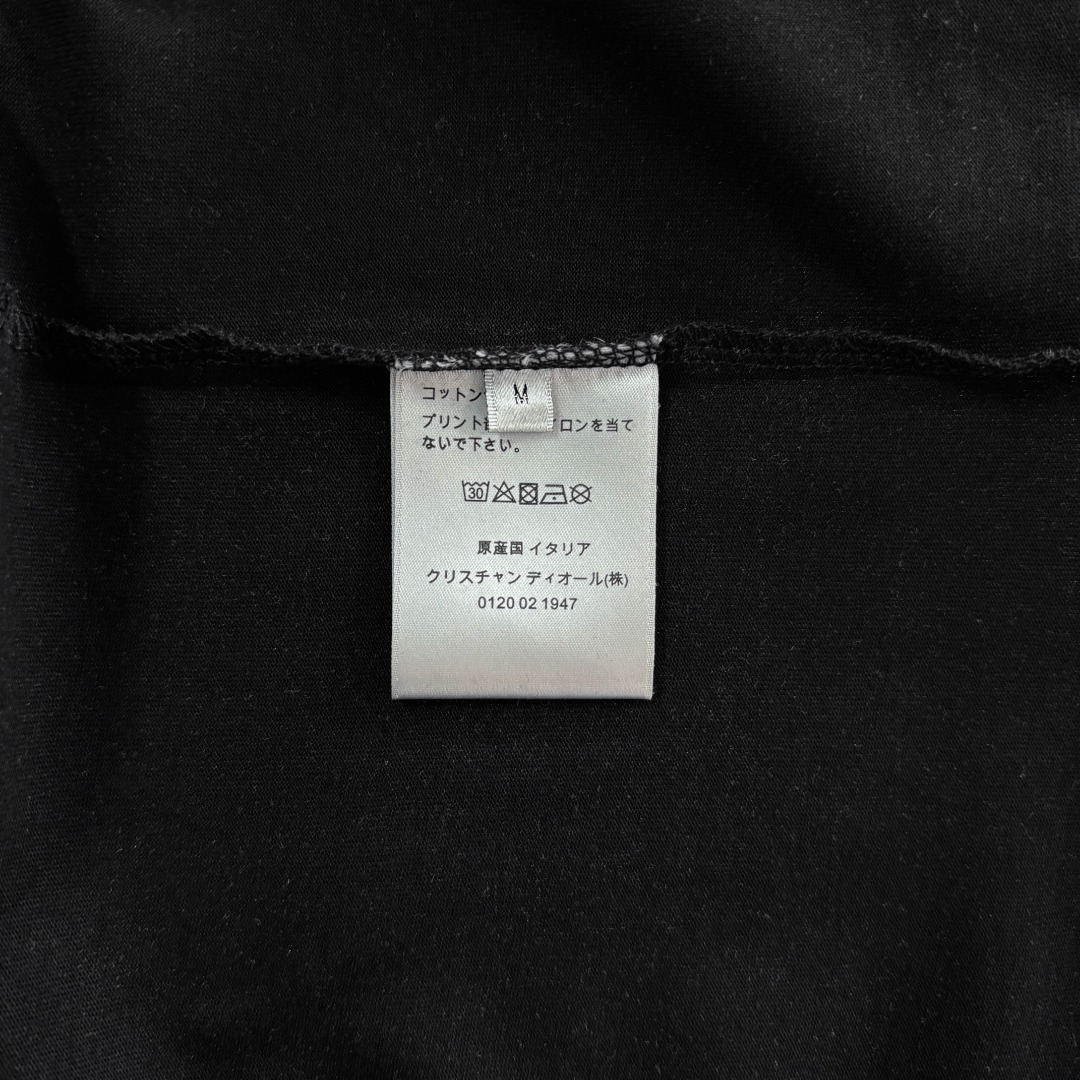 コットン
M
プリント イロンを当て
ないで下さい。
30
原産国 イタリア
クリスチャン ディオール(株)
0120 02 1947